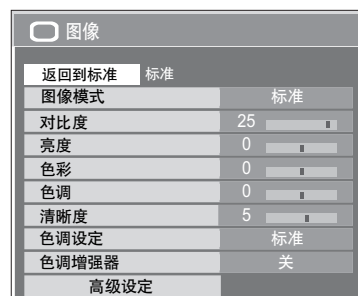 图像
返回到标准 标准
图像模式 标准
对比度 25
亮度 0
色彩 0
色调 0
清晰度 5
色调设定 标准
色调增强器 关
高级设定